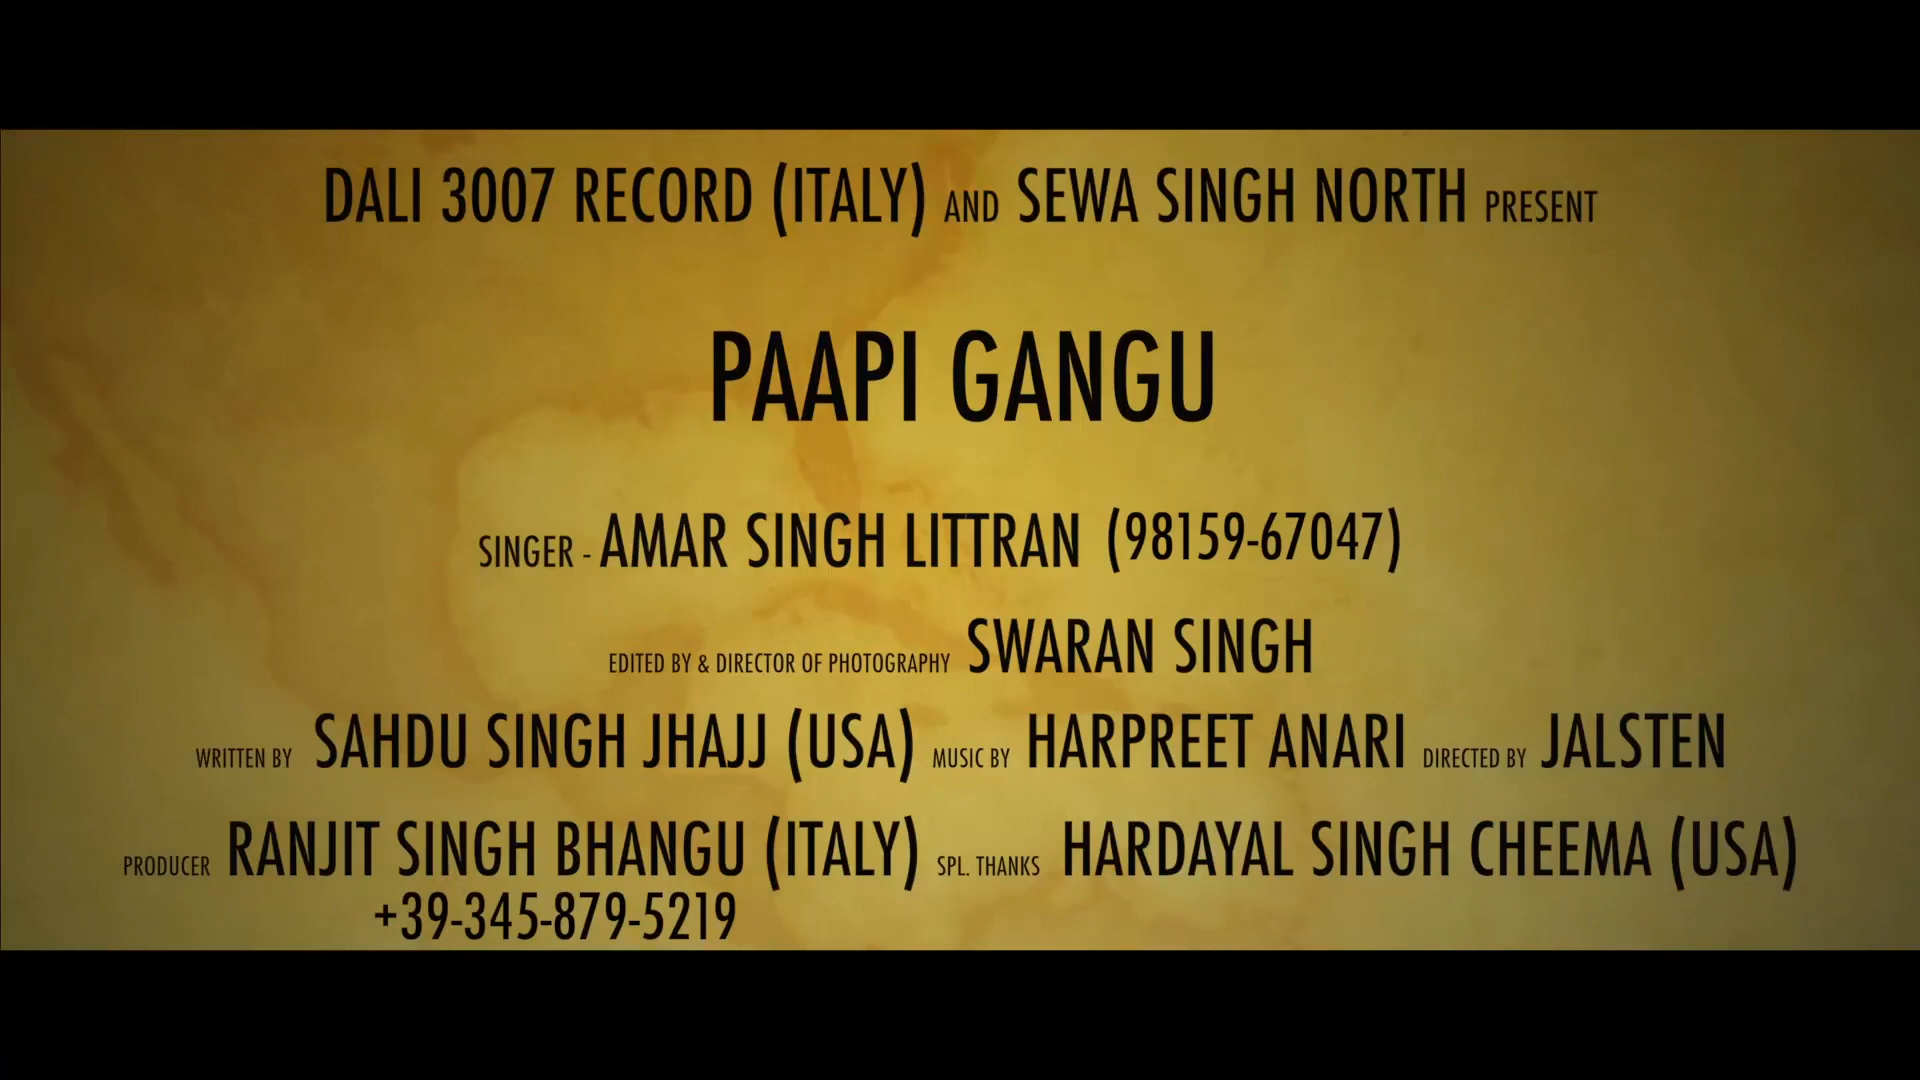 DALI 3007 RECORD (ITALY) AND SEWA SINGH NORTH PRESENT
PAAPI GANGU
SINGER - AMAR SINGH LITTRAN (98159-67047)
EDITED BY & DIRECTOR OF PHOTOGRAPHY SWARAN SINGH
WRITTEN BY SAHDU SINGH JHAJJ (USA) MUSIC BY HARPREET ANARI DIRECTED BY JALSTEN
PRODUCER RANJIT SINGH BHANGU (ITALY) SPL. THANKS HARDAYAL SINGH CHEEMA (USA)
+39-345-879-5219